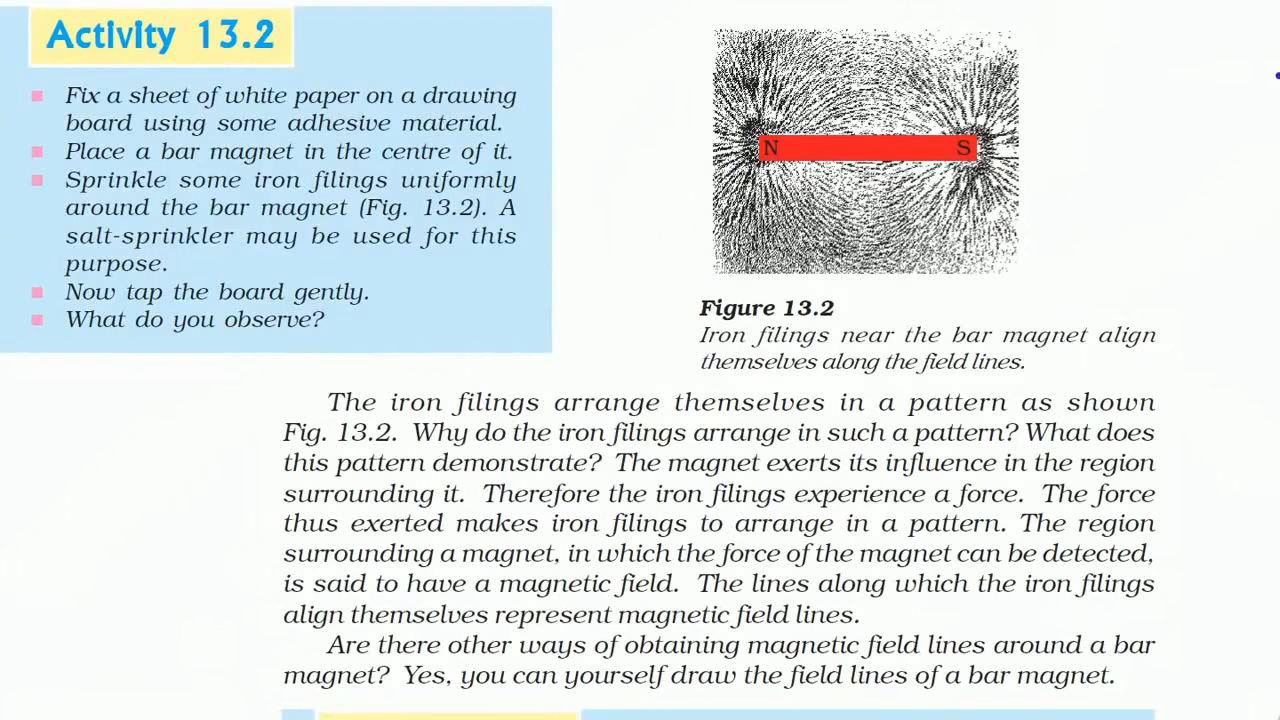 Activity 13.2
Fix a sheet of white paper on a drawing
board using some adhesive material.
Place a bar magnet in the centre of it.
Sprinkle some iron filings uniformly
around the bar magnet (Fig. 13.2). A
salt-sprinkler may be used for this
purpose.
Now tap the board gently.
What do you observe?
N S
Figure 13.2
Iron filings near the bar magnet align
themselves along the field lines.
The iron filings arrange themselves in a pattern as shown
Fig. 13.2. Why do the iron filings arrange in such a pattern? What does
this pattern demonstrate? The magnet exerts its influence in the region
surrounding it. Therefore the iron filings experience a force. The force
thus exerted makes iron filings to arrange in a pattern. The region
surrounding a magnet, in which the force of the magnet can be detected,
is said to have a magnetic field. The lines along which the iron filings
align themselves represent magnetic field lines.
Are there other ways of obtaining magnetic field lines around a bar
magnet? Yes, you can yourself draw the field lines of a bar magnet.